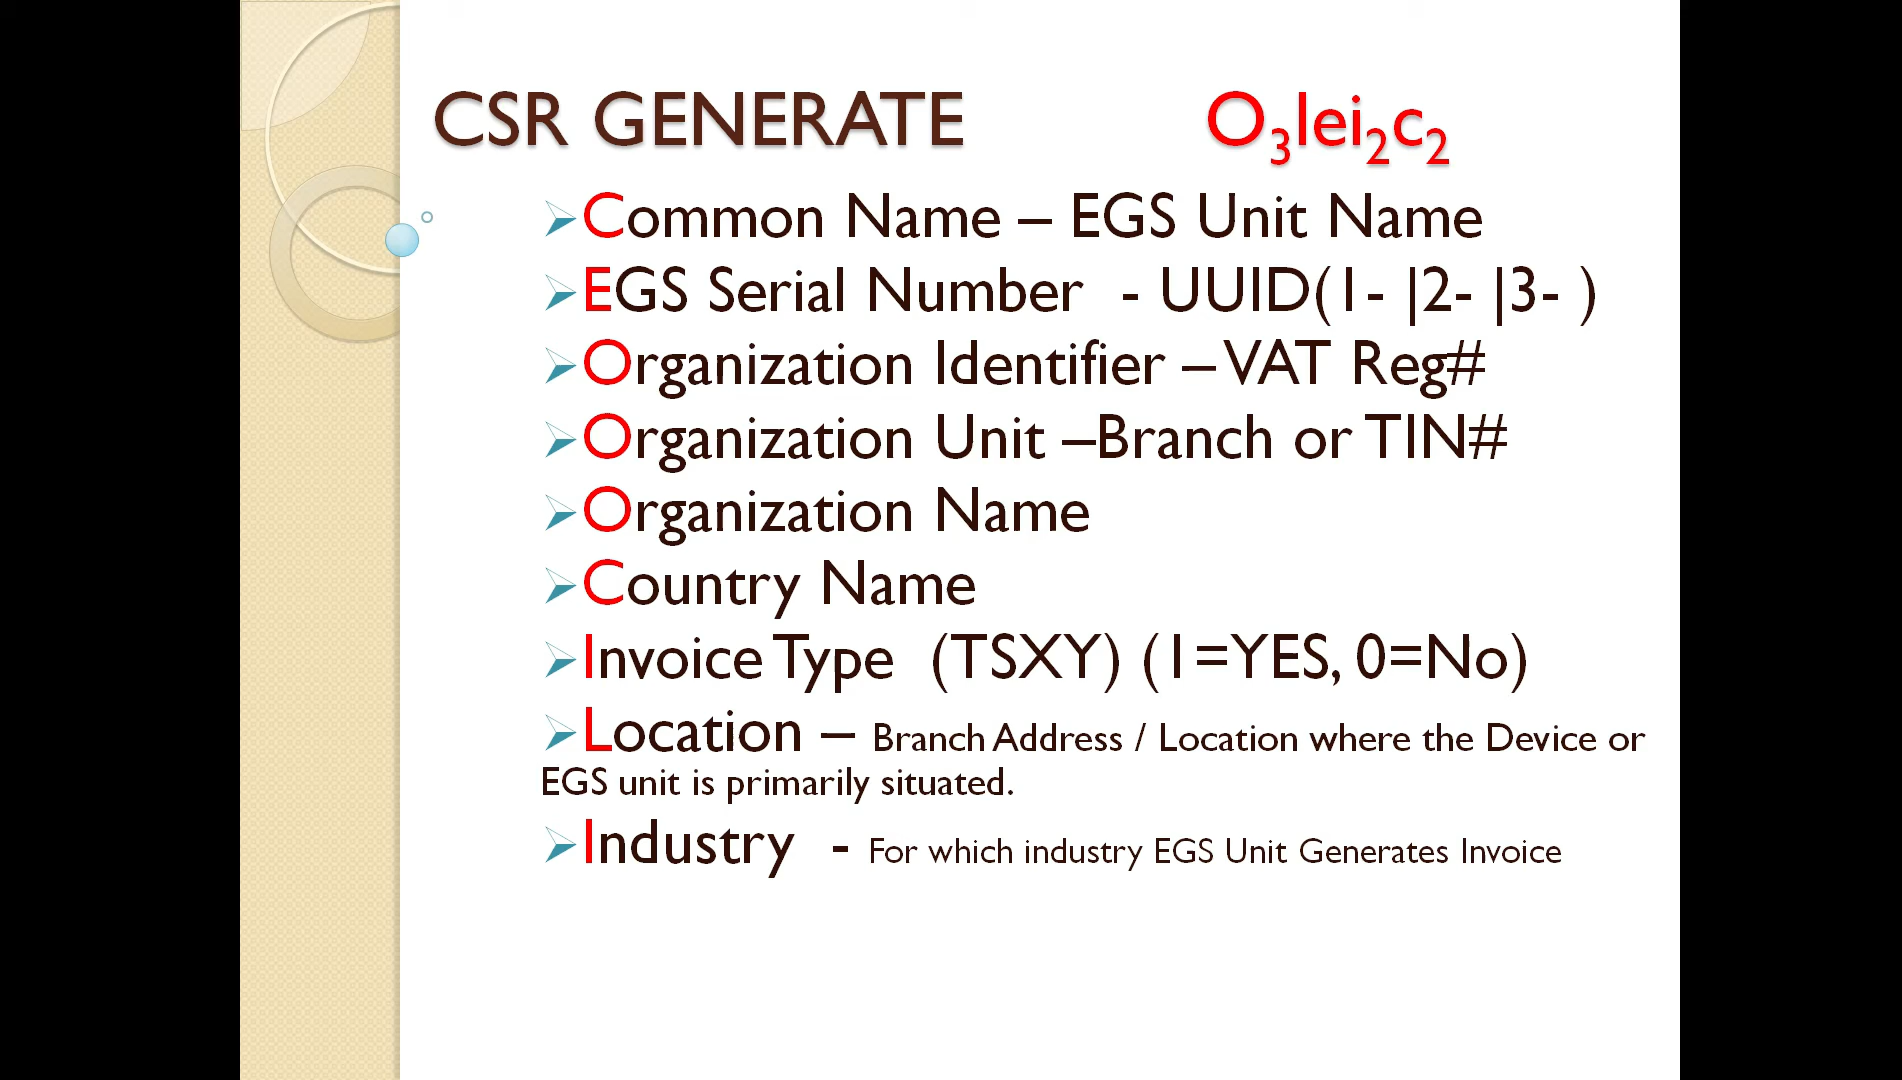 CSR GENERATE O₃lei₂c₂
➢Common Name – EGS Unit Name
➢EGS Serial Number - UUID(1- |2- |3- )
➢Organization Identifier – VAT Reg#
➢Organization Unit –Branch or TIN#
➢Organization Name
➢Country Name
➢Invoice Type (TSXY) (1=YES, 0=No)
➢Location – Branch Address / Location where the Device or
EGS unit is primarily situated.
➢Industry - For which industry EGS Unit Generates Invoice